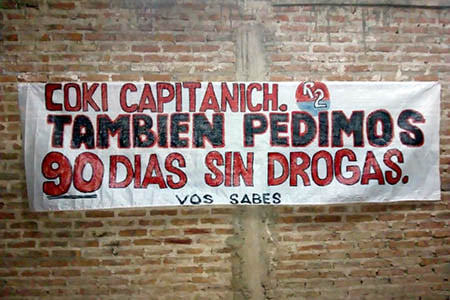 COKI CAPITANICH.
TAMBIEN PEDIMOS
90 DIAS SIN DROGAS.
VOS SABES